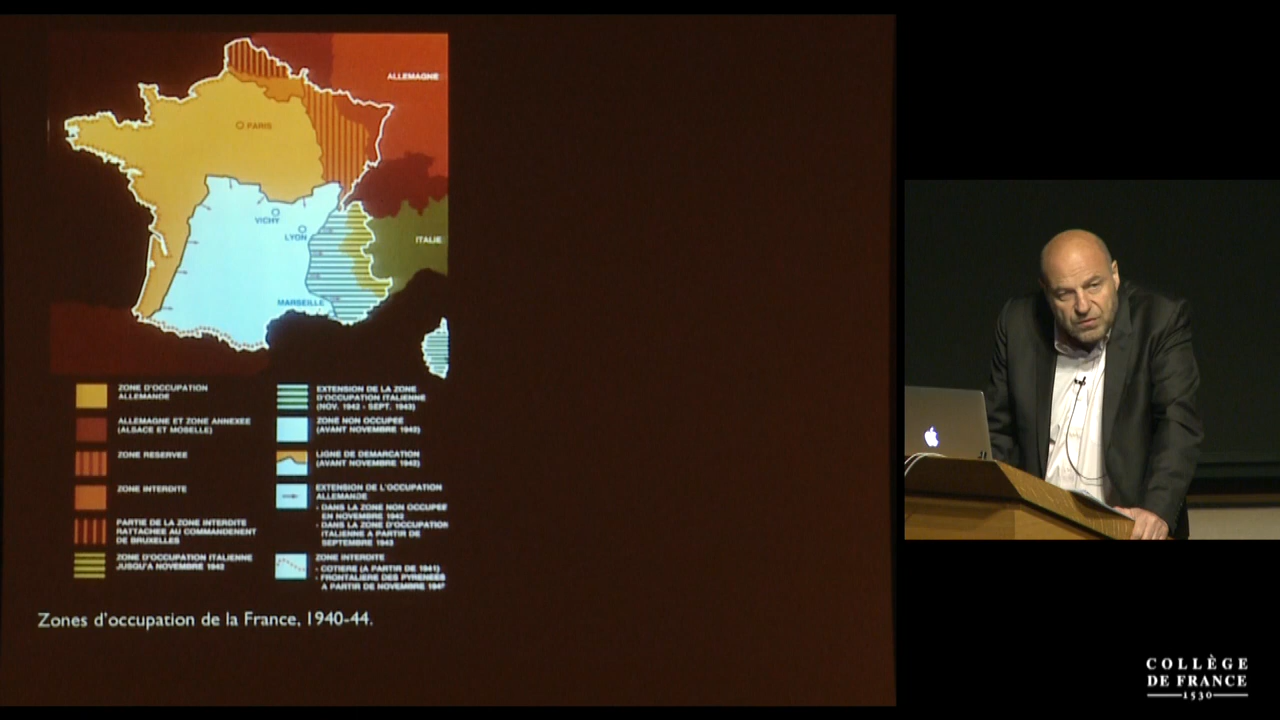 ALLEMAGNE
PARIS
VICHY
LYON
ITALIE
MARSEILLE
ZONE D'OCCUPATION
ALLEMANDE
ALLEMAGNE ET ZONE ANNEXEE
(ALSACE ET MOSELLE)
ZONE RESERVEE
ZONE INTERDITE
PARTIE DE LA ZONE INTERDITE
RATTACHEE AU COMMANDEMENT
DE BRUXELLES
ZONE D'OCCUPATION ITALIENNE
JUSQU'A NOVEMBRE 1942
EXTENSION DE LA ZONE
D'OCCUPATION ITALIENNE
(NOV. 1942 - SEPT. 1943)
ZONE NON OCCUPEE
(AVANT NOVEMBRE 1942)
LIGNE DE DEMARCATION
(AVANT NOVEMBRE 1942)
EXTENSION DE L'OCCUPATION
ALLEMANDE
- DANS LA ZONE NON OCCUPEE
EN NOVEMBRE 1942
- DANS LA ZONE D'OCCUPATION
ITALIENNE A PARTIR DE
SEPTEMBRE 1943
ZONE INTERDITE
- COTIERE (A PARTIR DE 1941)
- FRONTALIERE DES PYRENEES
A PARTIR DE NOVEMBRE
Zones d'occupation de la France, 1940-44.
COLLÈGE
DE FRANCE
1530